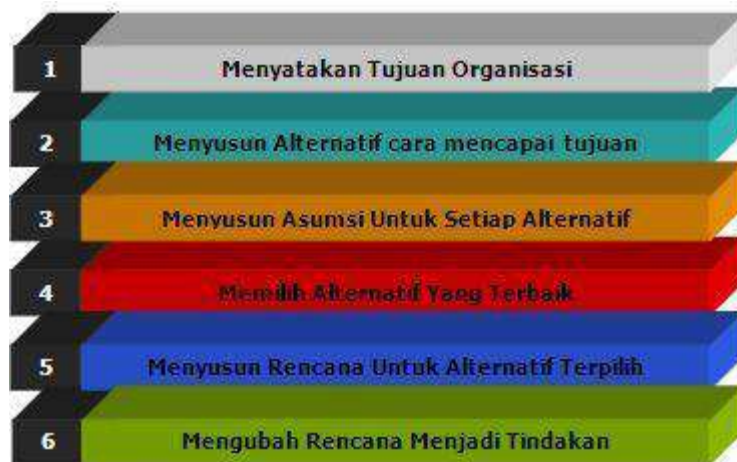 1 Menyatakan Tujuan Organisasi
2 Menyusun Alternatif cara mencapai tujuan
3 Menyusun Asumsi Untuk Setiap Alternatif
4 Memilih Alternatif Yang Terbaik
5 Menyusun Rencana Untuk Alternatif Terpilih
6 Mengubah Rencana Menjadi Tindakan